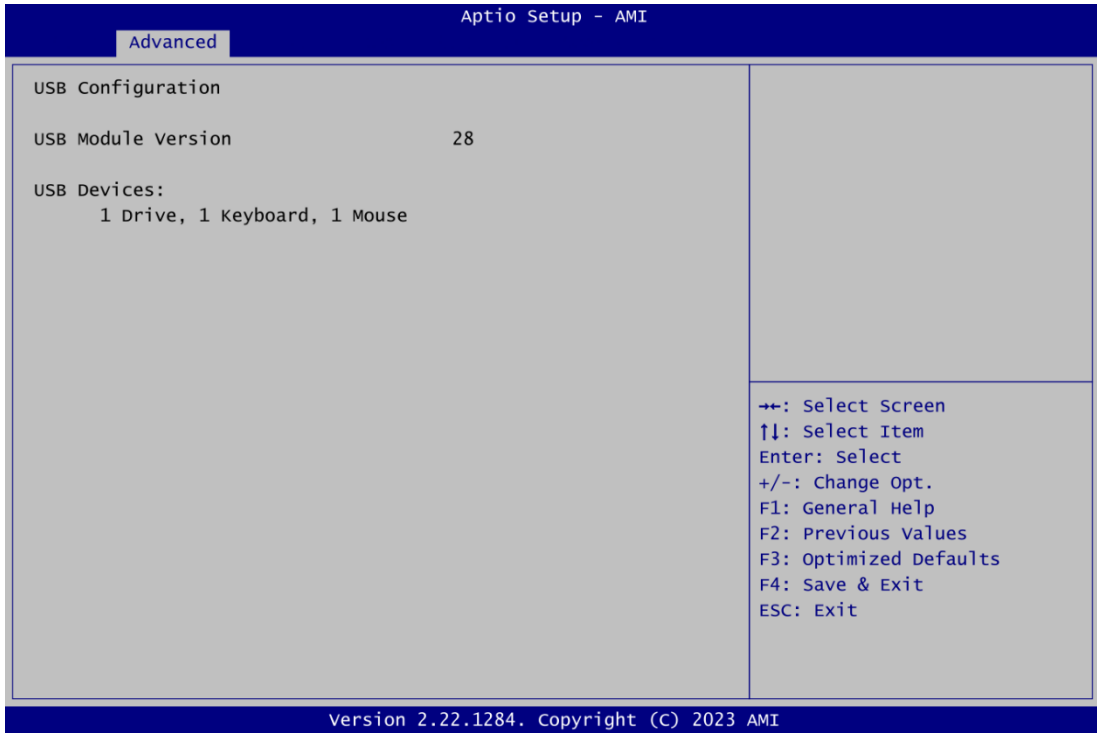 Aptio Setup - AMI
Advanced
USB Configuration
USB Module Version 28
USB Devices:
1 Drive, 1 Keyboard, 1 Mouse
→←: Select Screen
↑↓: Select Item
Enter: Select
+/-: Change Opt.
F1: General Help
F2: Previous Values
F3: Optimized Defaults
F4: Save & Exit
ESC: Exit
Version 2.22.1284. Copyright (C) 2023 AMI